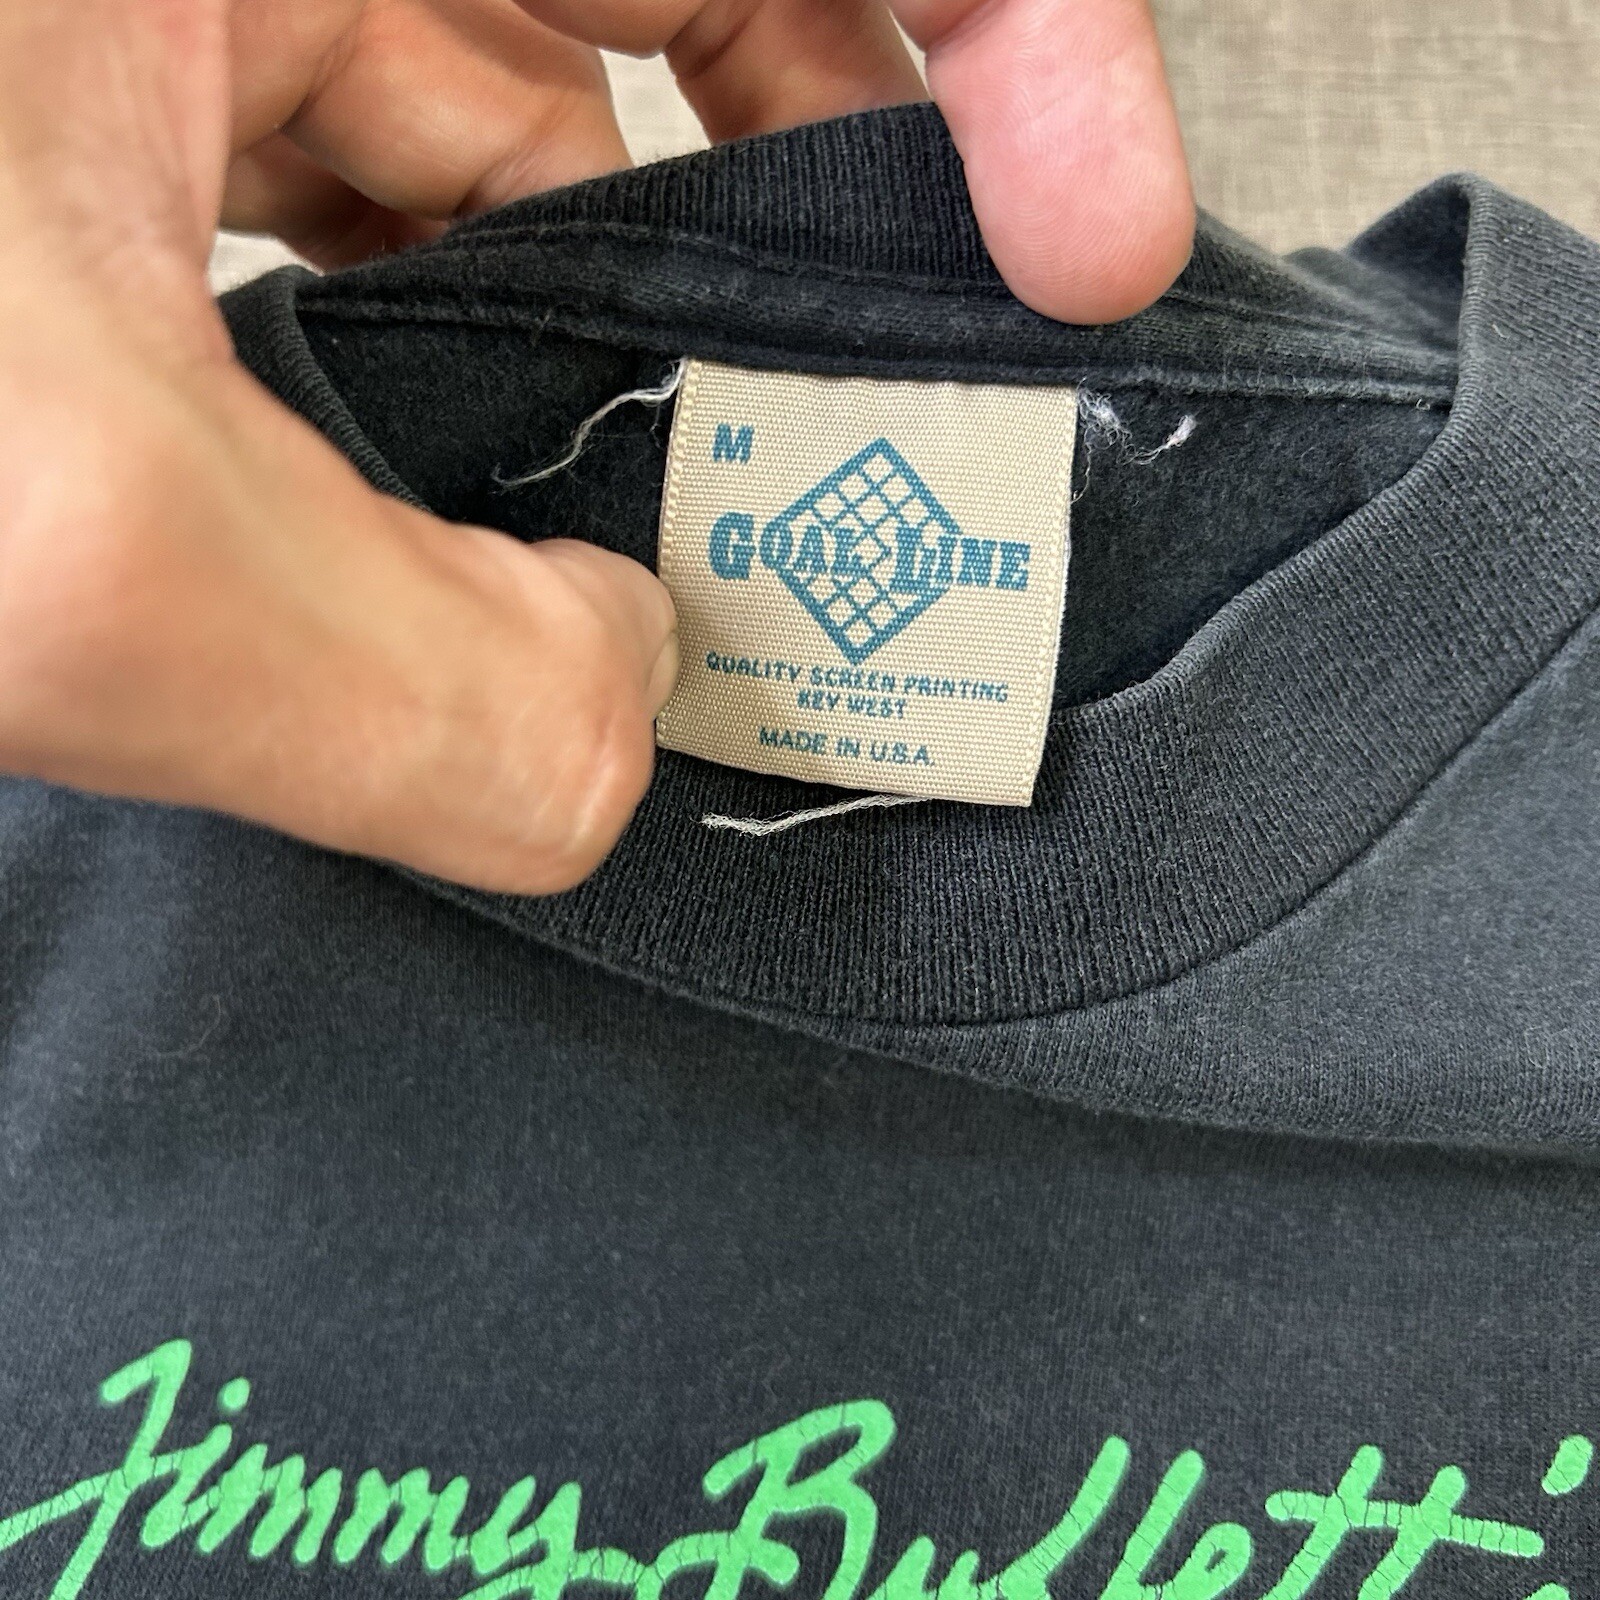 M
GOAL LINE
QUALITY SCREEN PRINTING
KEY WEST
MADE IN U.S.A.
Jimmy Buffett's